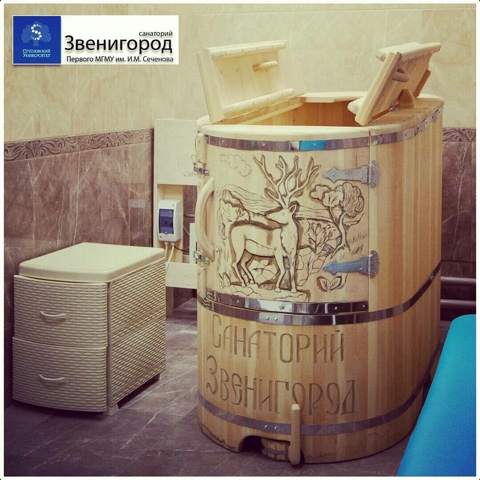 СЕЧЕНОВСКИЙ
УНИВЕРСИТЕТ
санаторий
Звенигород
Первого МГМУ им. И.М. Сеченова
САНАТОРИЙ
ЗВЕНИГОРОД